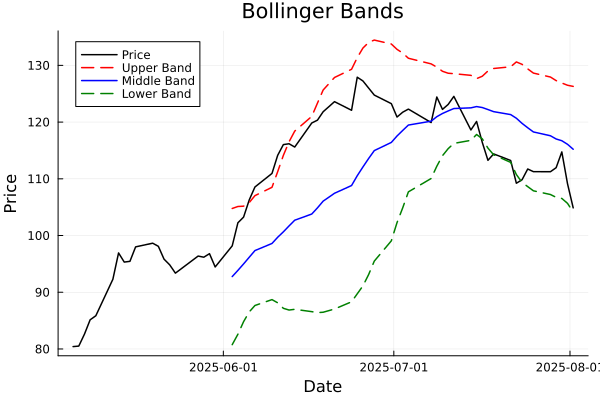 Bollinger Bands
Price
Upper Band
Middle Band
Lower Band
Price
130
120
110
100
90
80
2025-06-01
2025-07-01
2025-08-01
Date